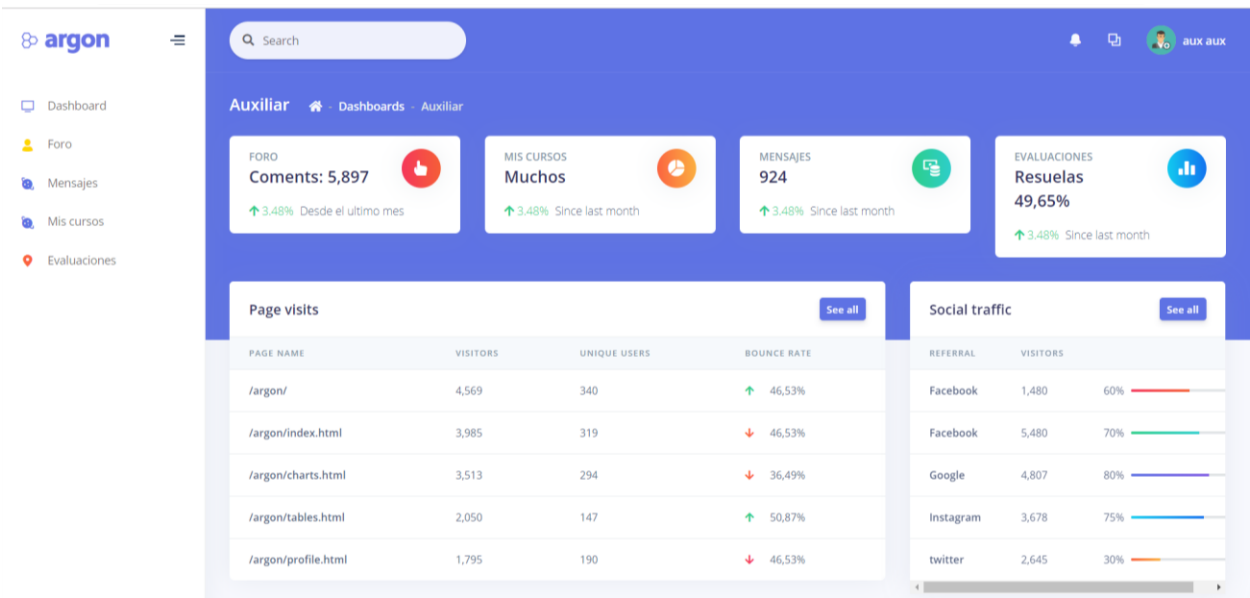 argon
Search
aux aux
Dashboard
Foro
Mensajes
Mis cursos
Evaluaciones
Auxiliar - Dashboards - Auxiliar
FORO
Coments: 5,897
3.48% Desde el ultimo mes
MIS CURSOS
Muchos
3.48% Since last month
MENSAJES
924
3.48% Since last month
EVALUACIONES
Resuelas
49,65%
3.48% Since last month
Page visits See all
PAGE NAME VISITORS UNIQUE USERS BOUNCE RATE
/argon/ 4,569 340 46,53%
/argon/index.html 3,985 319 46,53%
/argon/charts.html 3,513 294 36,49%
/argon/tables.html 2,050 147 50,87%
/argon/profile.html 1,795 190 46,53%
Social traffic See all
REFERRAL VISITORS
Facebook 1,480 60%
Facebook 5,480 70%
Google 4,807 80%
Instagram 3,678 75%
twitter 2,645 30%